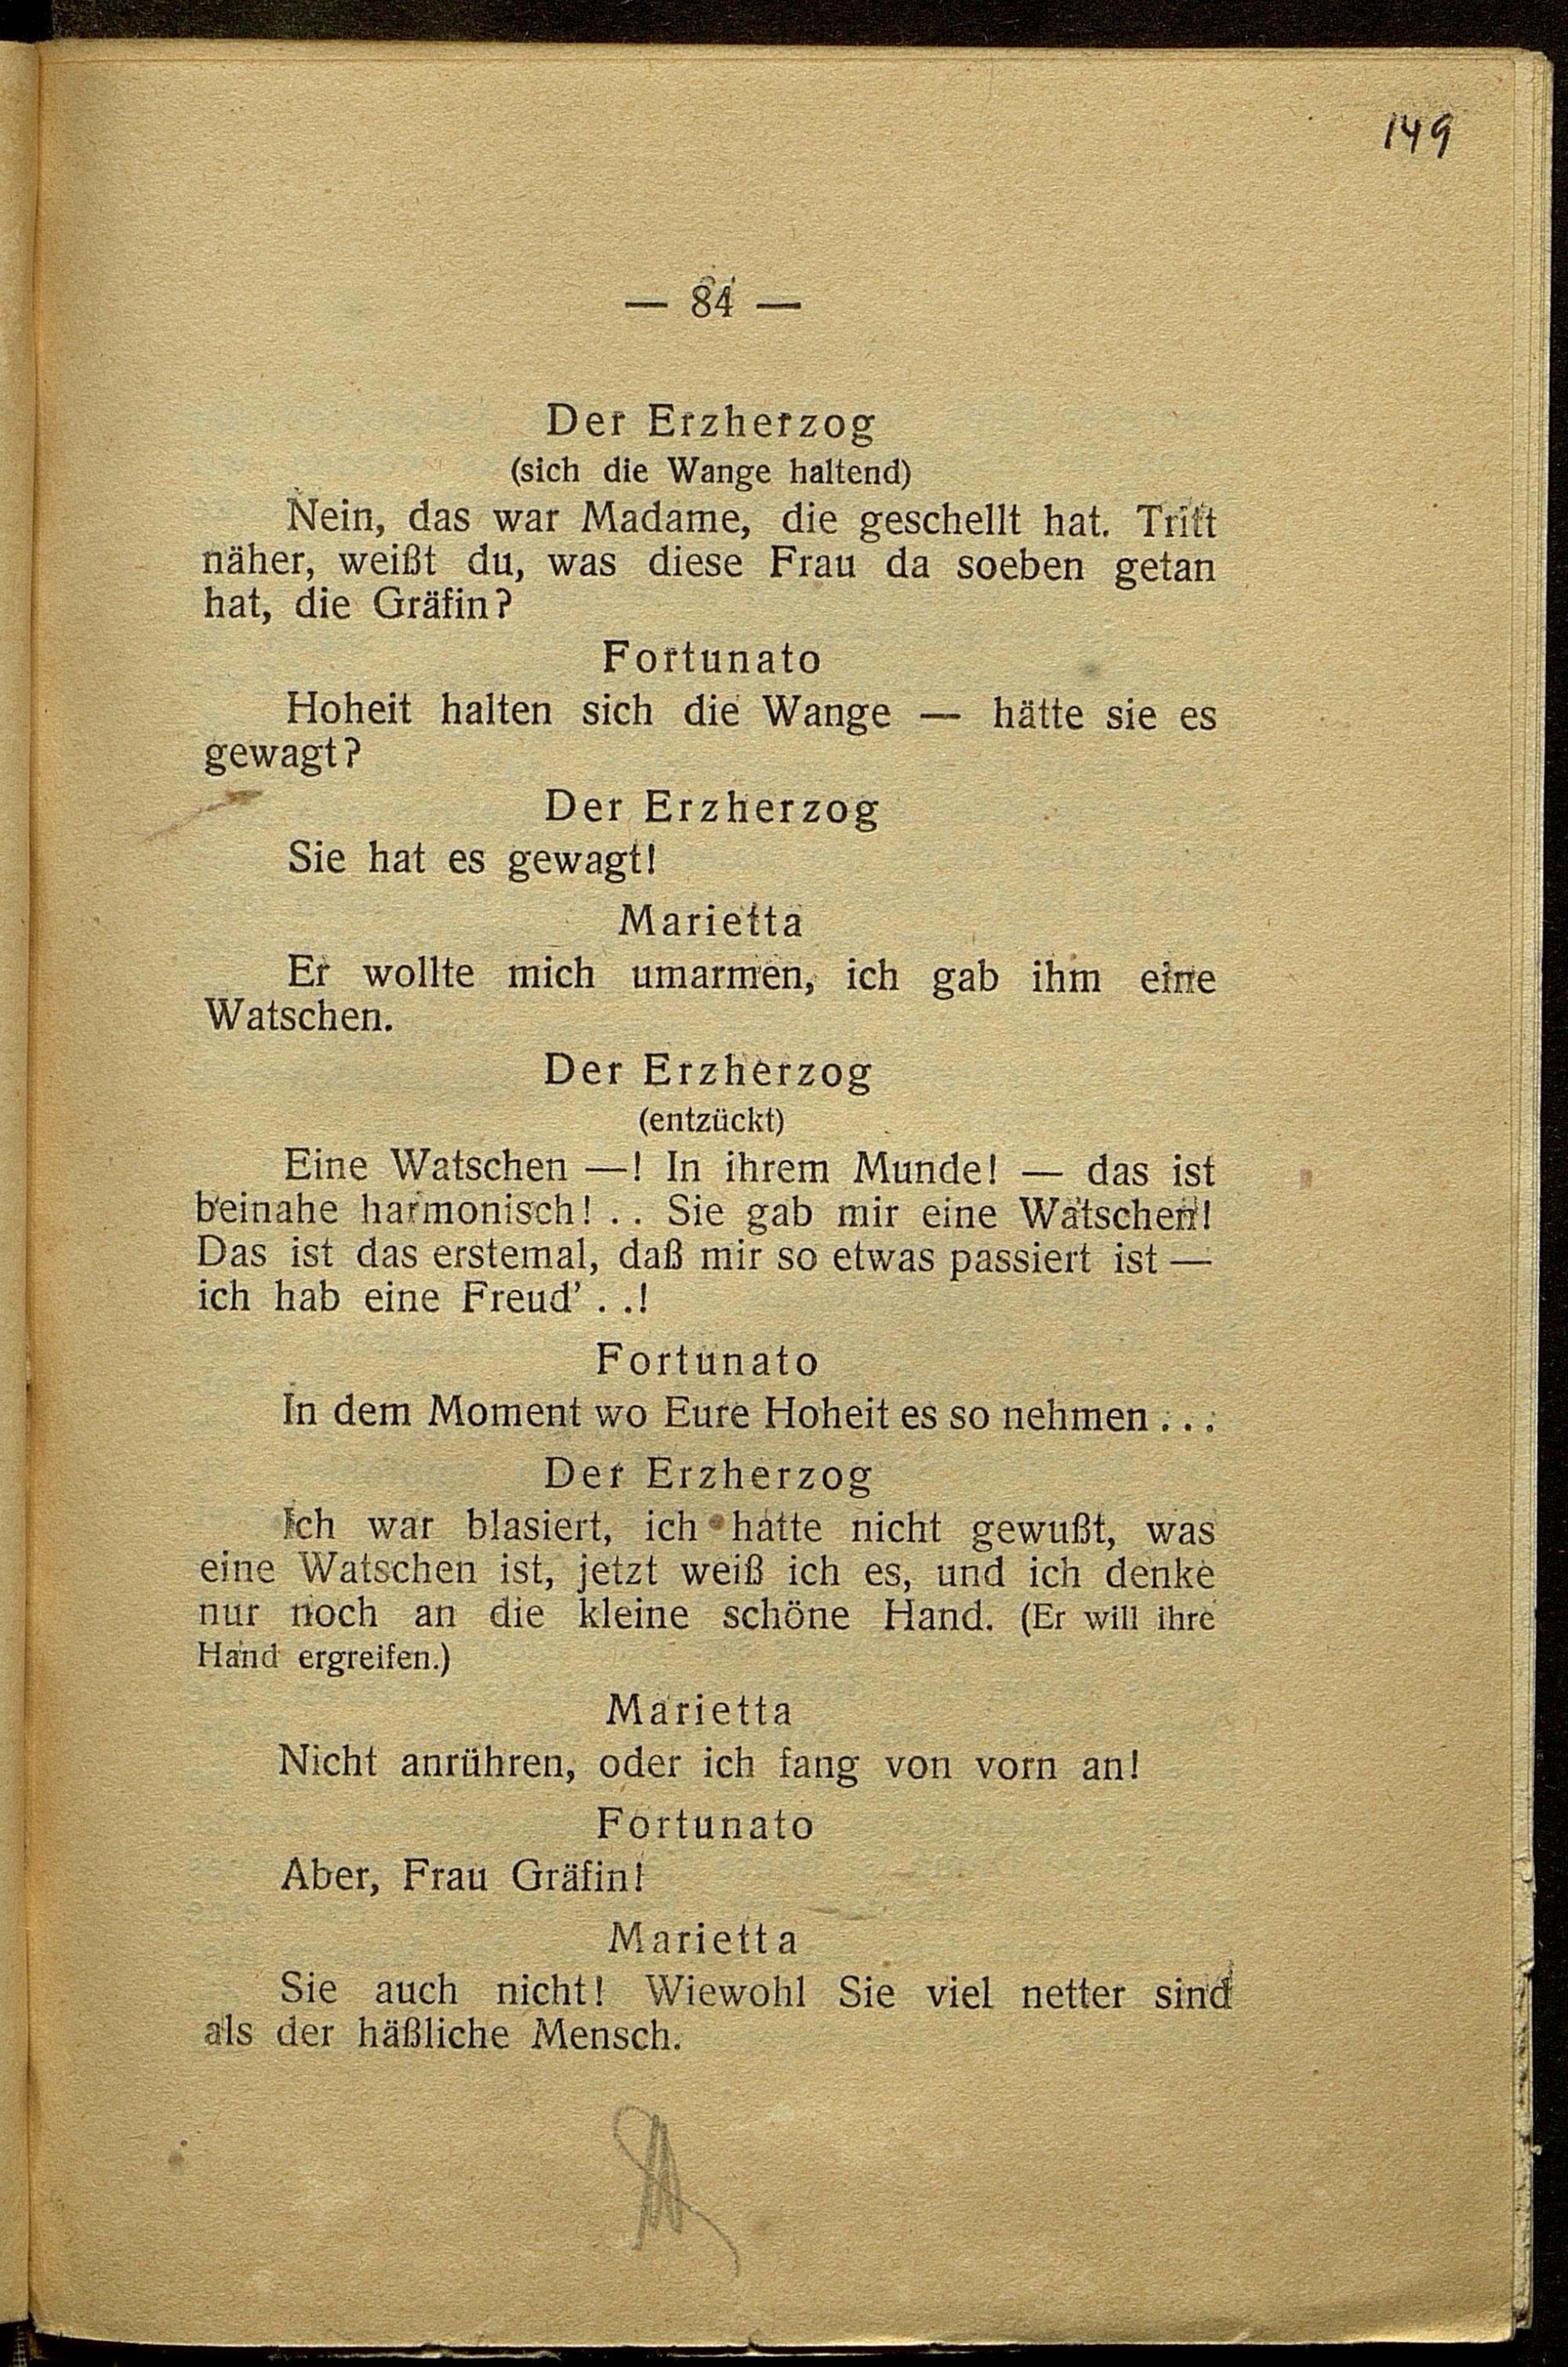 149
— 84 —
Der Erzherzog
(sich die Wange haltend)
Nein, das war Madame, die geschellt hat. Tritt
näher, weißt du, was diese Frau da soeben getan
hat, die Gräfin?
Fortunato
Hoheit halten sich die Wange — hätte sie es
gewagt?
Der Erzherzog
Sie hat es gewagt!
Marietta
Er wollte mich umarmen, ich gab ihm eine
Watschen.
Der Erzherzog
(entzückt)
Eine Watschen —! In ihrem Munde! — das ist
beinahe harmonisch! . . Sie gab mir eine Watschen!
Das ist das erstemal, daß mir so etwas passiert ist —
ich hab eine Freud' . .!
Fortunato
In dem Moment wo Eure Hoheit es so nehmen . . .
Der Erzherzog
Ich war blasiert, ich hatte nicht gewußt, was
eine Watschen ist, jetzt weiß ich es, und ich denke
nur noch an die kleine schöne Hand. (Er will ihre
Hand ergreifen.)
Marietta
Nicht anrühren, oder ich fang von vorn an!
Fortunato
Aber, Frau Gräfin!
Marietta
Sie auch nicht! Wiewohl Sie viel netter sind
als der häßliche Mensch.